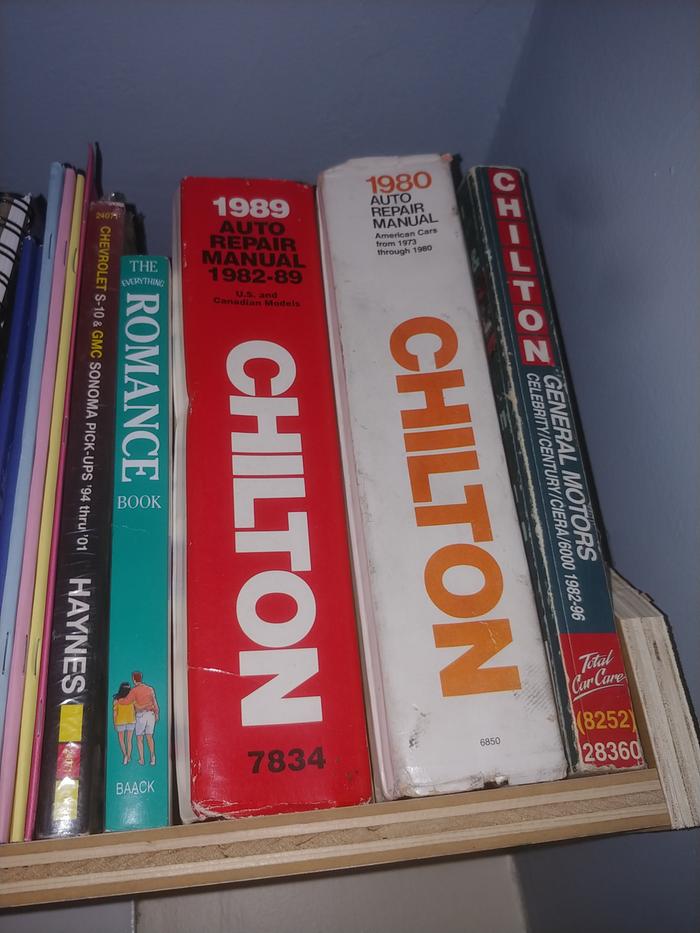 24071
CHEVROLET S-10 & GMC SONOMA PICK-UPS '94 thru '01
HAYNES
THE
EVERYTHING
ROMANCE
BOOK
BAACK
1989
AUTO
REPAIR
MANUAL
1982-89
U.S. and
Canadian Models
CHILTON
7834
1980
AUTO
REPAIR
MANUAL
American Cars
from 1973
through 1980
CHILTON
6850
CHILTON
GENERAL MOTORS
CELEBRITY/CENTURY/CIERA/6000 1982-96
Total
Car Care
(8252)
28360